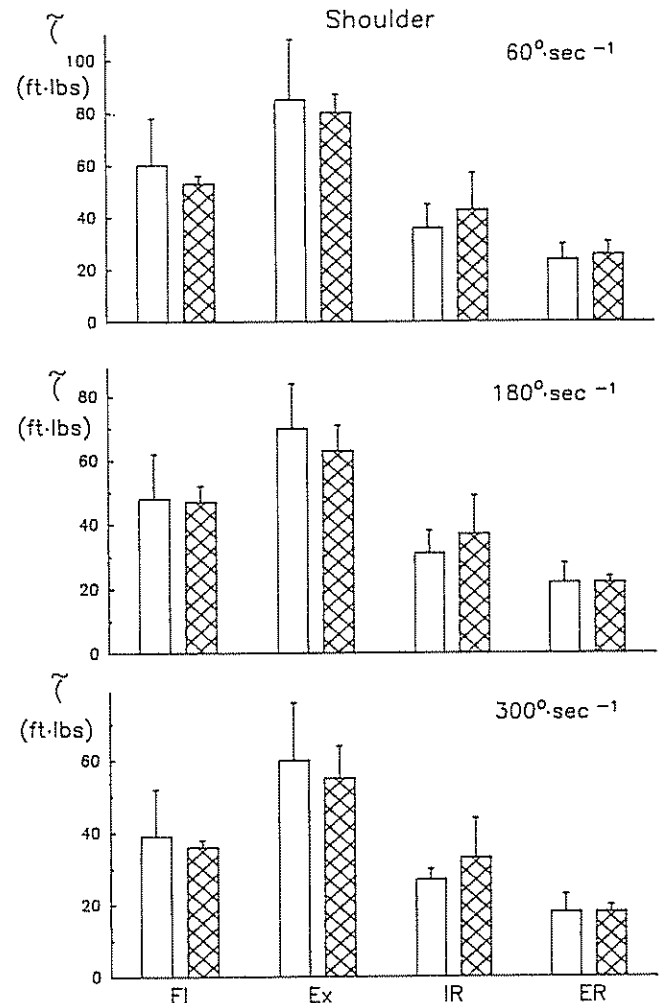 Shoulder
τ̃
(ft·lbs)
60°·sec⁻¹
100
80
60
40
20
0
τ̃
(ft·lbs)
180°·sec⁻¹
80
60
40
20
0
τ̃
(ft·lbs)
300°·sec⁻¹
60
40
20
0
Fl Ex IR ER